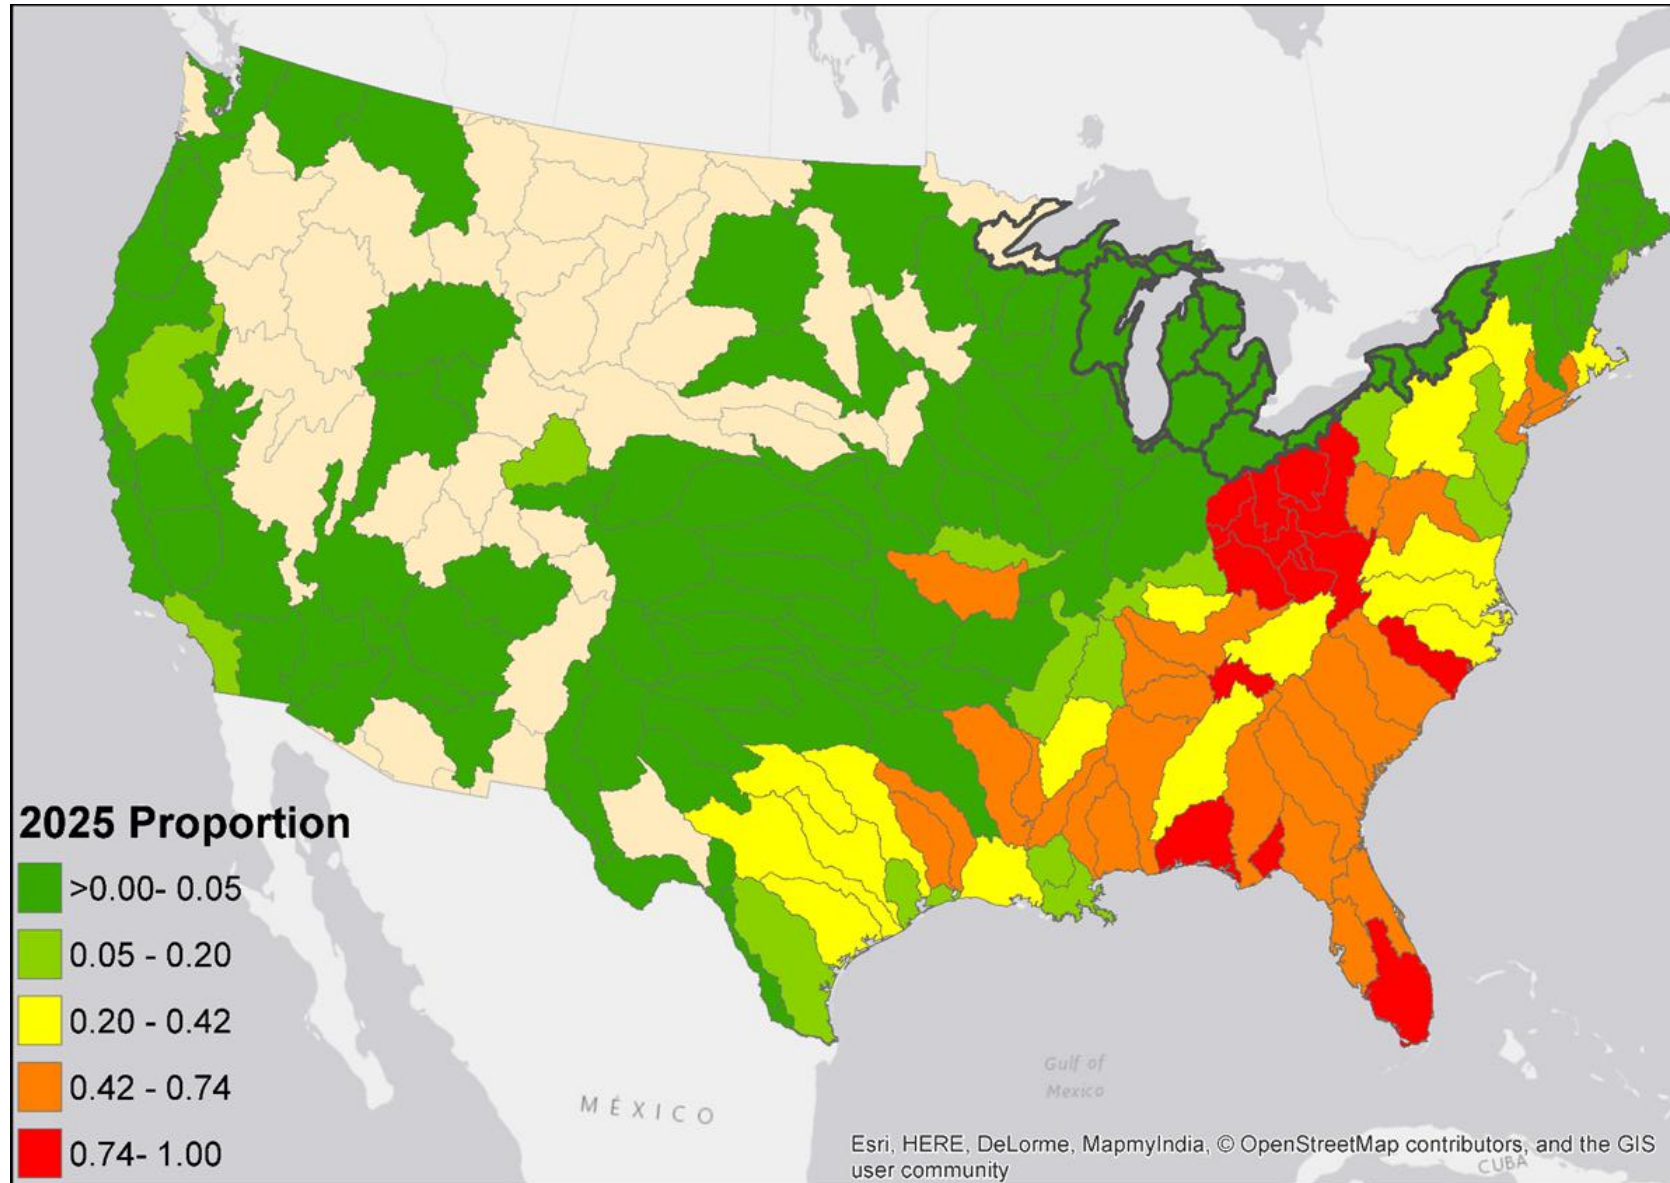 2025 Proportion
>0.00- 0.05
0.05 - 0.20
0.20 - 0.42
0.42 - 0.74
0.74- 1.00
Gulf of
Mexico
MÉXICO
Esri, HERE, DeLorme, MapmyIndia, © OpenStreetMap contributors, and the GIS
user community
CUBA